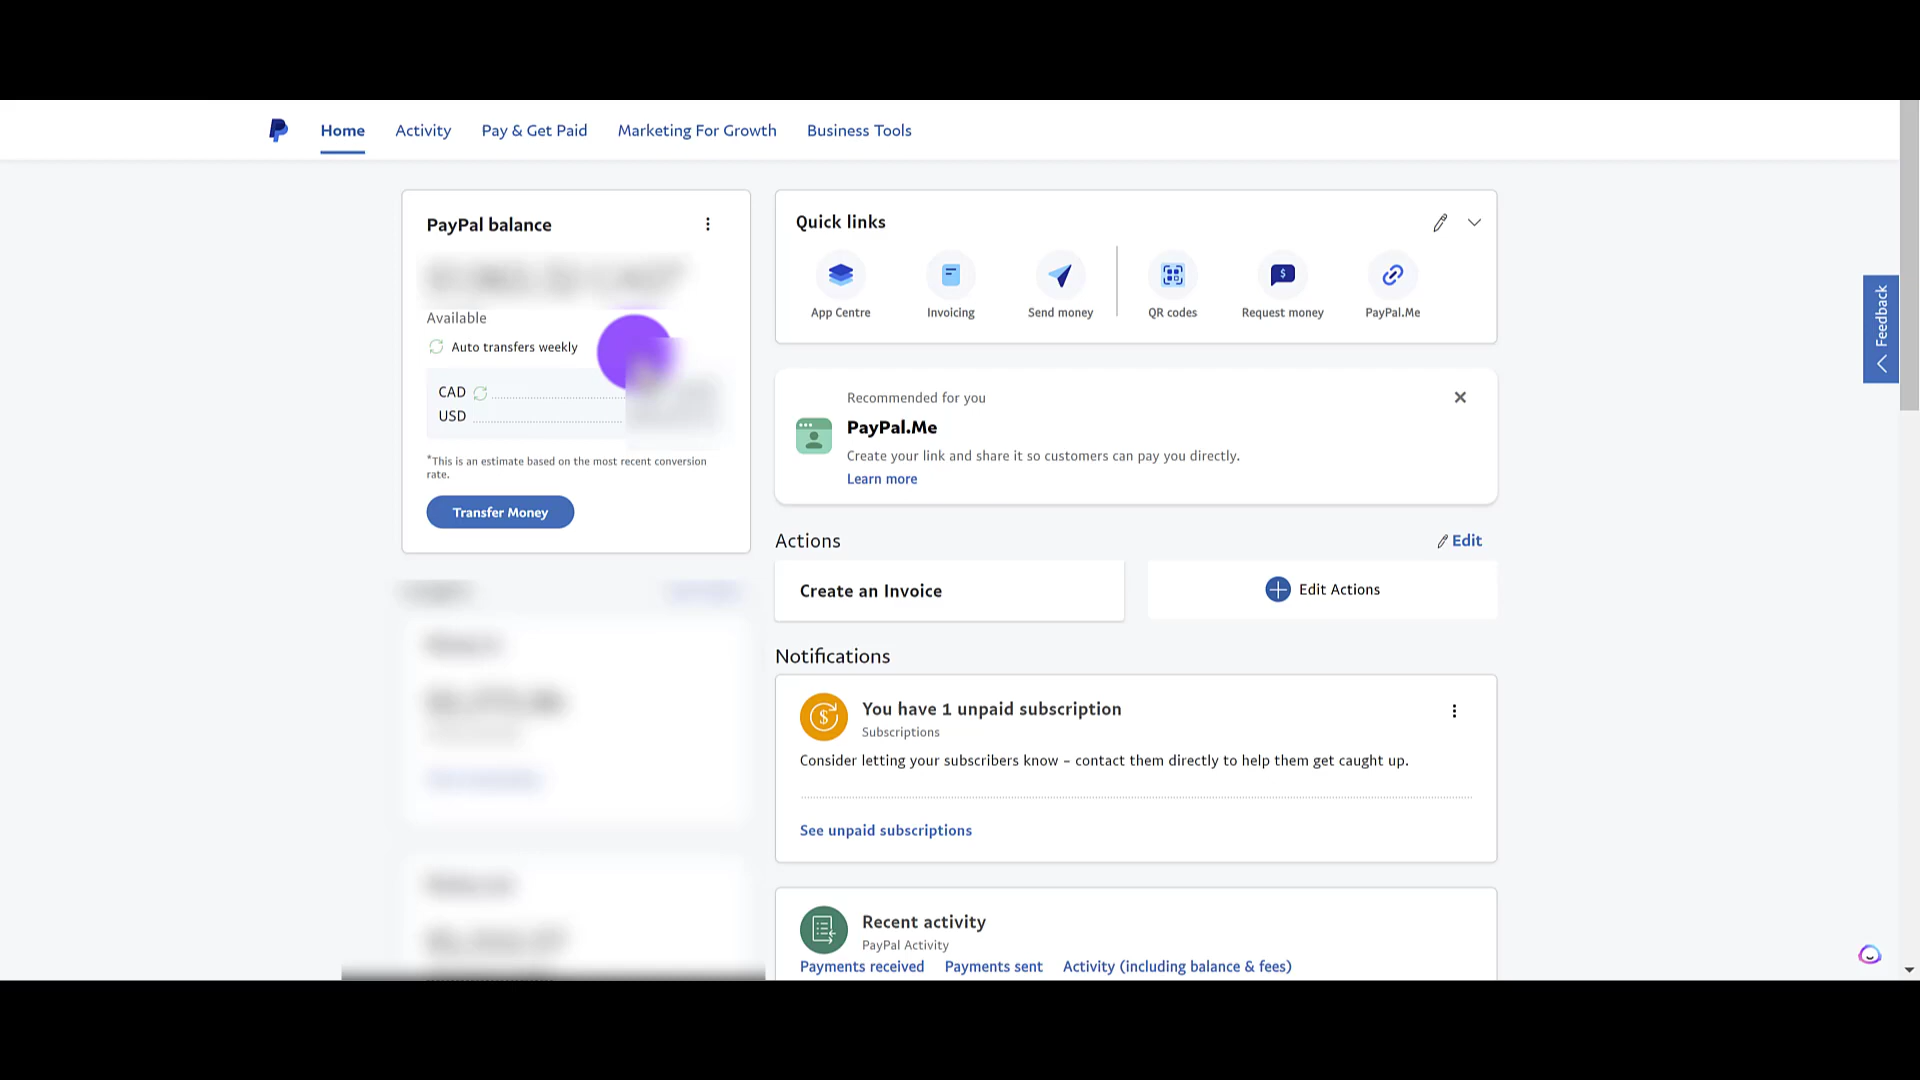 Home Activity Pay & Get Paid Marketing For Growth Business Tools
PayPal balance
Available
Auto transfers weekly
CAD
USD
*This is an estimate based on the most recent conversion
rate.
Transfer Money
Quick links
App Centre Invoicing Send money QR codes Request money PayPal.Me
Recommended for you
PayPal.Me
Create your link and share it so customers can pay you directly.
Learn more
Actions Edit
Create an Invoice Edit Actions
Notifications
You have 1 unpaid subscription
Subscriptions
Consider letting your subscribers know – contact them directly to help them get caught up.
See unpaid subscriptions
Recent activity
PayPal Activity
Payments received Payments sent Activity (including balance & fees)
Feedback